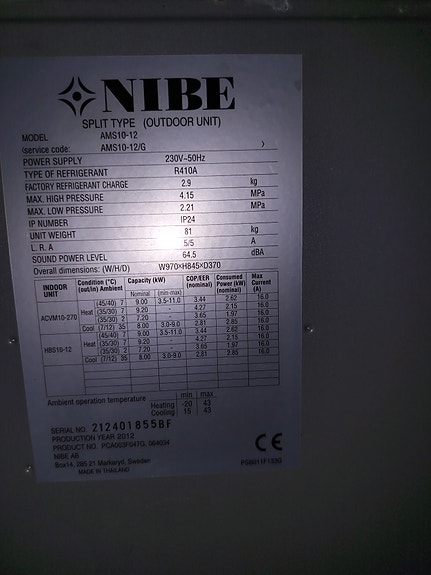 NIBE
SPLIT TYPE (OUTDOOR UNIT)
MODEL AMS10-12
(service code: AMS10-12/G )
POWER SUPPLY 230V~50Hz
TYPE OF REFRIGERANT R410A
FACTORY REFRIGERANT CHARGE 2.9 kg
MAX. HIGH PRESSURE 4.15 MPa
MAX. LOW PRESSURE 2.21 MPa
IP NUMBER IP24
UNIT WEIGHT 81 kg
L. R. A 5/5 A
SOUND POWER LEVEL 64.5 dBA
Overall dimensions: (W/H/D) W970×H845×D370
INDOOR UNIT Condition (°C) (out/in) Ambient Capacity (kW) Nominal (min-max) COP/EER (nominal) Consumed Power (kW) (nominal) Max Current (A)
ACVM10-270 Heat (45/40) 7 9.00 3.5-11.0 3.44 2.62 16.0
(35/30) 7 9.20 - 4.27 2.15 16.0
(35/30) 2 7.20 - 3.65 1.97 16.0
Cool (7/12) 35 8.00 3.0-9.0 2.81 2.85 16.0
HBS10-12 Heat (45/40) 7 9.00 3.5-11.0 3.44 2.62 16.0
(35/30) 7 9.20 - 4.27 2.15 16.0
(35/30) 2 7.20 - 3.65 1.97 16.0
Cool (7/12) 35 8.00 3.0-9.0 2.81 2.85 16.0
Ambient operation temperature min max
Heating -20 43
Cooling 15 43
SERIAL NO. 212401855BF
PRODUCTION YEAR 2012
PRODUCT NO. PCA003F047G, 064034
NIBE AB
Box14, 285 21 Markaryd, Sweden
MADE IN THAILAND
CE